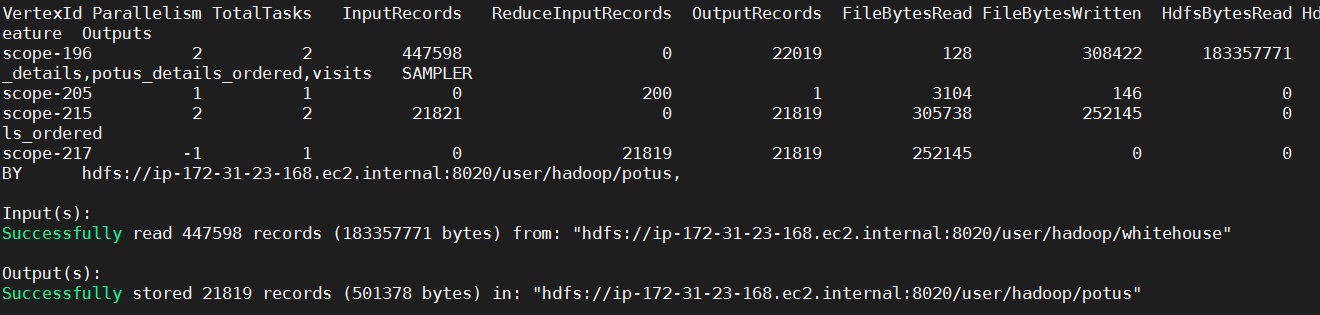 VertexId Parallelism TotalTasks InputRecords ReduceInputRecords OutputRecords FileBytesRead FileBytesWritten HdfsBytesRead Hd
eature Outputs
scope-196 2 2 447598 0 22019 128 308422 183357771
_details,potus_details_ordered,visits SAMPLER
scope-205 1 1 0 200 1 3104 146 0
scope-215 2 2 21821 0 21819 305738 252145 0
ls_ordered
scope-217 -1 1 0 21819 21819 252145 0 0
BY hdfs://ip-172-31-23-168.ec2.internal:8020/user/hadoop/potus,
Input(s):
Successfully read 447598 records (183357771 bytes) from: "hdfs://ip-172-31-23-168.ec2.internal:8020/user/hadoop/whitehouse"
Output(s):
Successfully stored 21819 records (501378 bytes) in: "hdfs://ip-172-31-23-168.ec2.internal:8020/user/hadoop/potus"